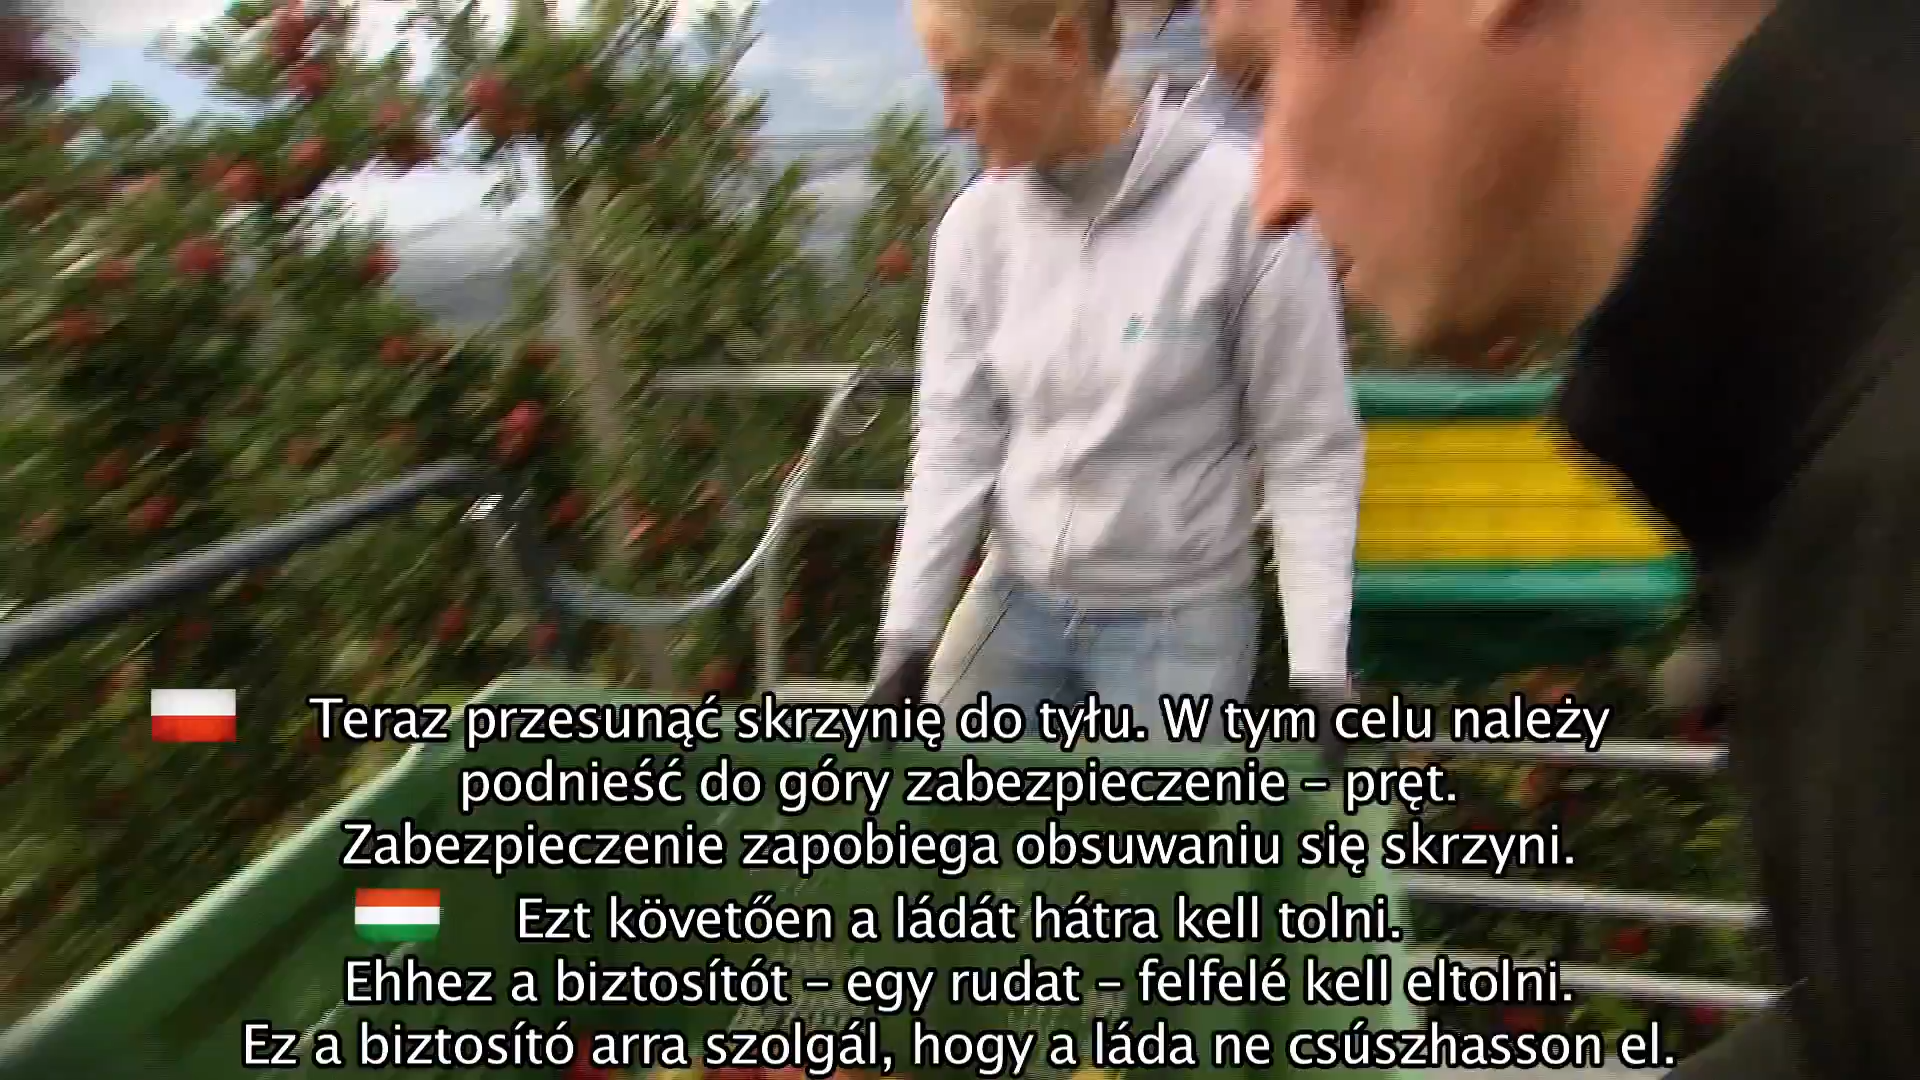 Teraz przesunąć skrzynię do tyłu. W tym celu należy
podnieść do góry zabezpieczenie – pręt.
Zabezpieczenie zapobiega obsuwaniu się skrzyni.
Ezt követően a ládát hátra kell tolni.
Ehhez a biztosítót – egy rudat – felfelé kell eltolni.
Ez a biztosító arra szolgál, hogy a láda ne csúszhasson el.